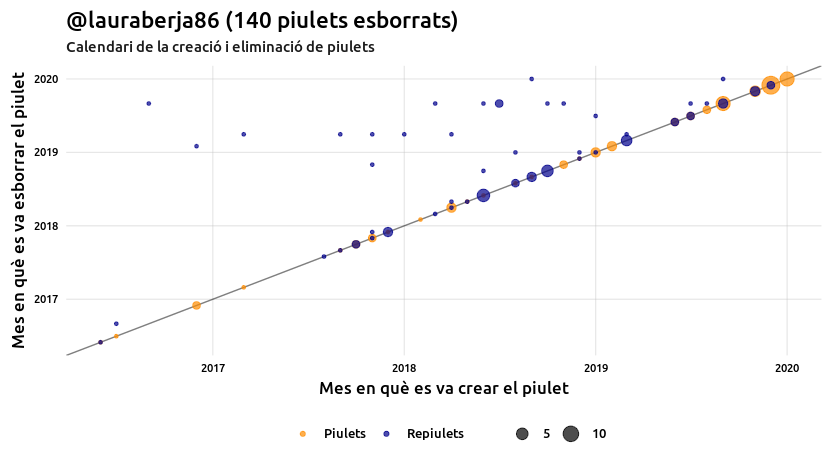 @lauraberja86 (140 piulets esborrats)
Calendari de la creació i eliminació de piulets
Mes en què es va esborrar el piulet
2020
2019
2018
2017
2017 2018 2019 2020
Mes en què es va crear el piulet
Piulets Repiulets 5 10